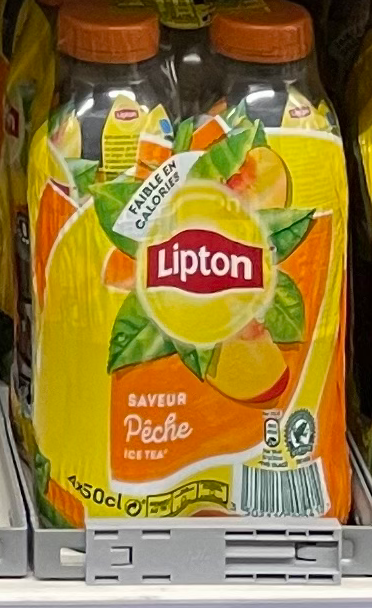 FAIBLE EN
CALORIES
Lipton
SAVEUR
Pêche
ICE TEA
4x50cl